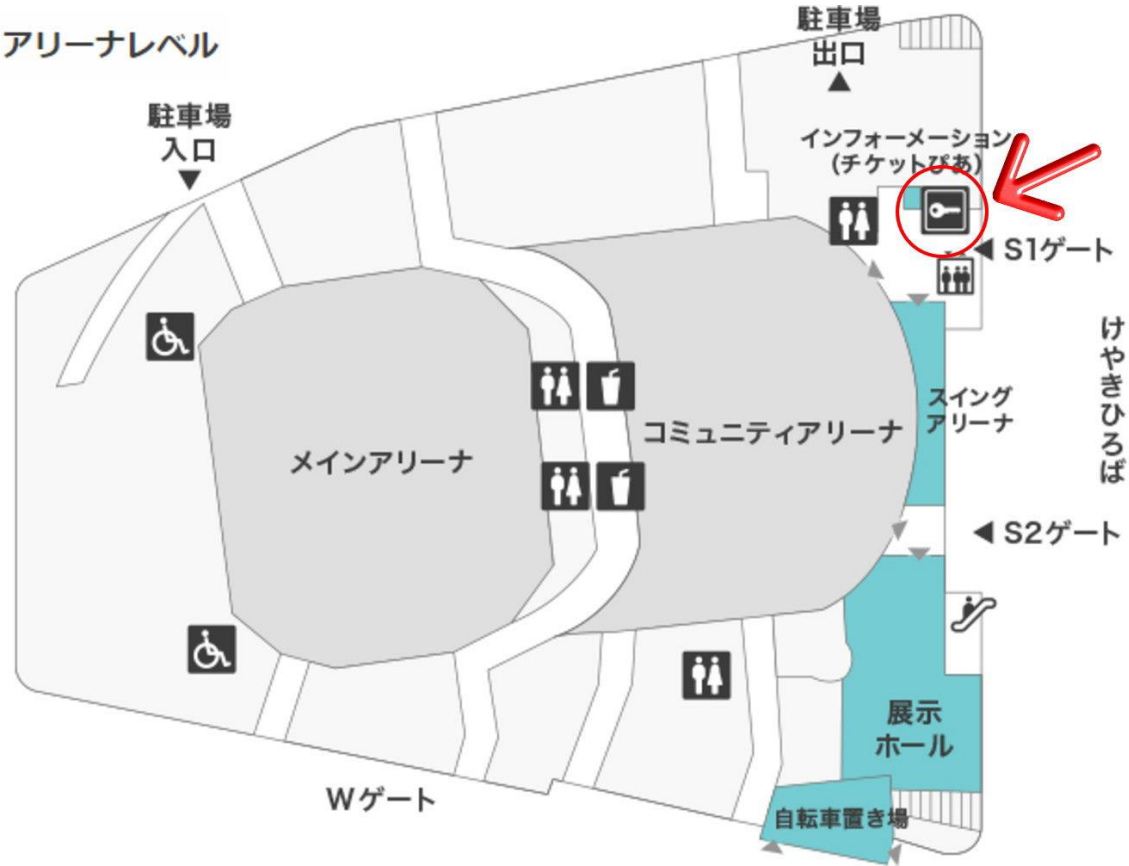 アリーナレベル
駐車場
出口
駐車場
入口
インフォーメーション
(チケットぴあ)
S1ゲート
けやきひろば
スイング
アリーナ
コミュニティアリーナ
メインアリーナ
S2ゲート
展示
ホール
Wゲート
自転車置き場